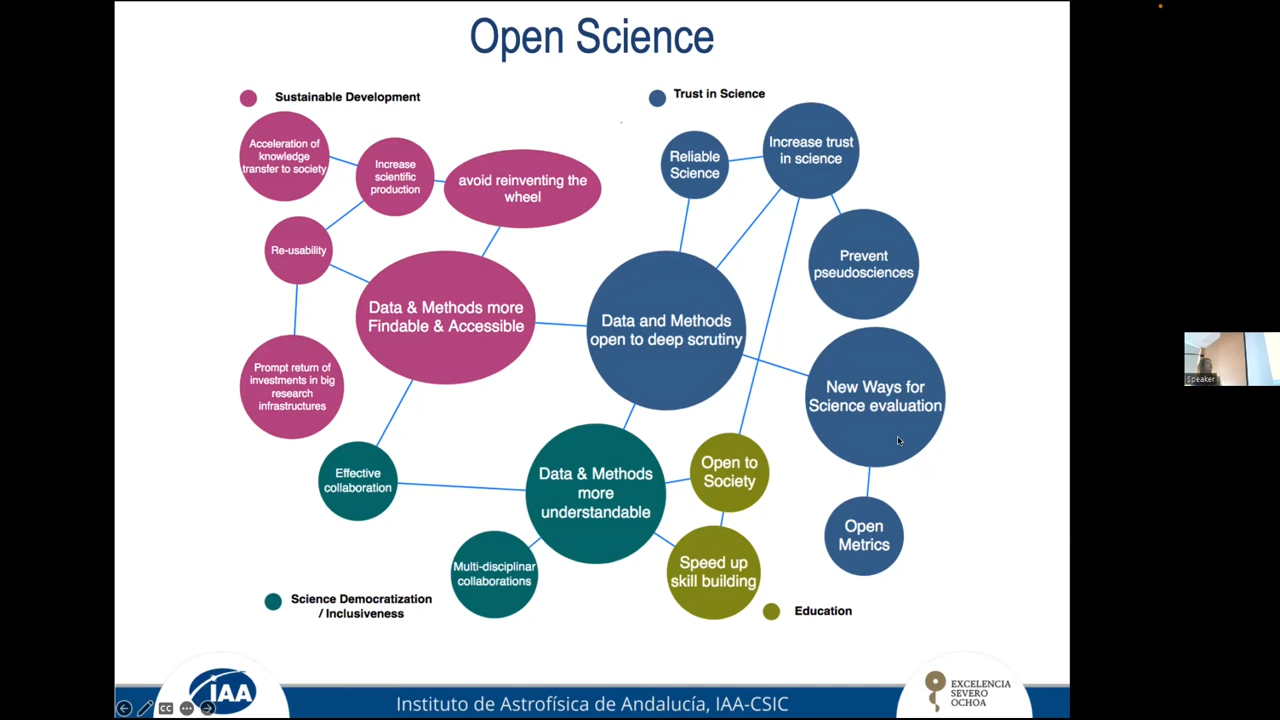 Open Science
Sustainable Development
Trust in Science
Acceleration of
knowledge
transfer to society
Increase
scientific
production
avoid reinventing the
wheel
Reliable
Science
Increase trust
in science
Re-usability
Prevent
pseudosciences
Data & Methods more
Findable & Accessible
Data and Methods
open to deep scrutiny
Prompt return of
investments in big
research
infrastructures
New Ways for
Science evaluation
Effective
collaboration
Data & Methods
more
understandable
Open to
Society
Open
Metrics
Multi-disciplinar
collaborations
Speed up
skill building
Science Democratization
/ Inclusiveness
Education
IAA
Instituto de Astrofísica de Andalucía, IAA-CSIC
EXCELENCIA
SEVERO
OCHOA
CC
Speaker